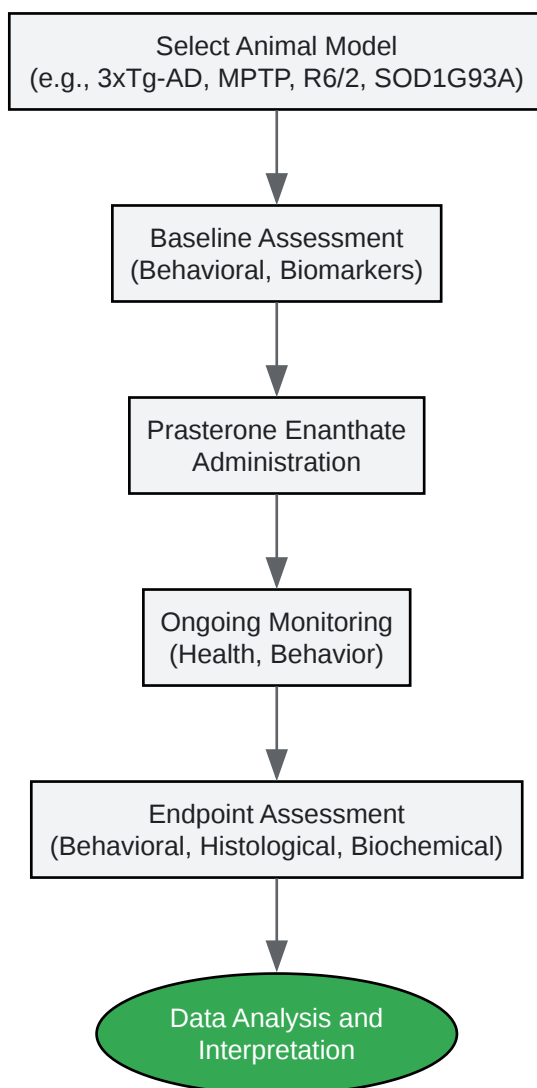 Select Animal Model
(e.g., 3xTg-AD, MPTP, R6/2, SOD1G93A)
Baseline Assessment
(Behavioral, Biomarkers)
Prasterone Enanthate
Administration
Ongoing Monitoring
(Health, Behavior)
Endpoint Assessment
(Behavioral, Histological, Biochemical)
Data Analysis and
Interpretation